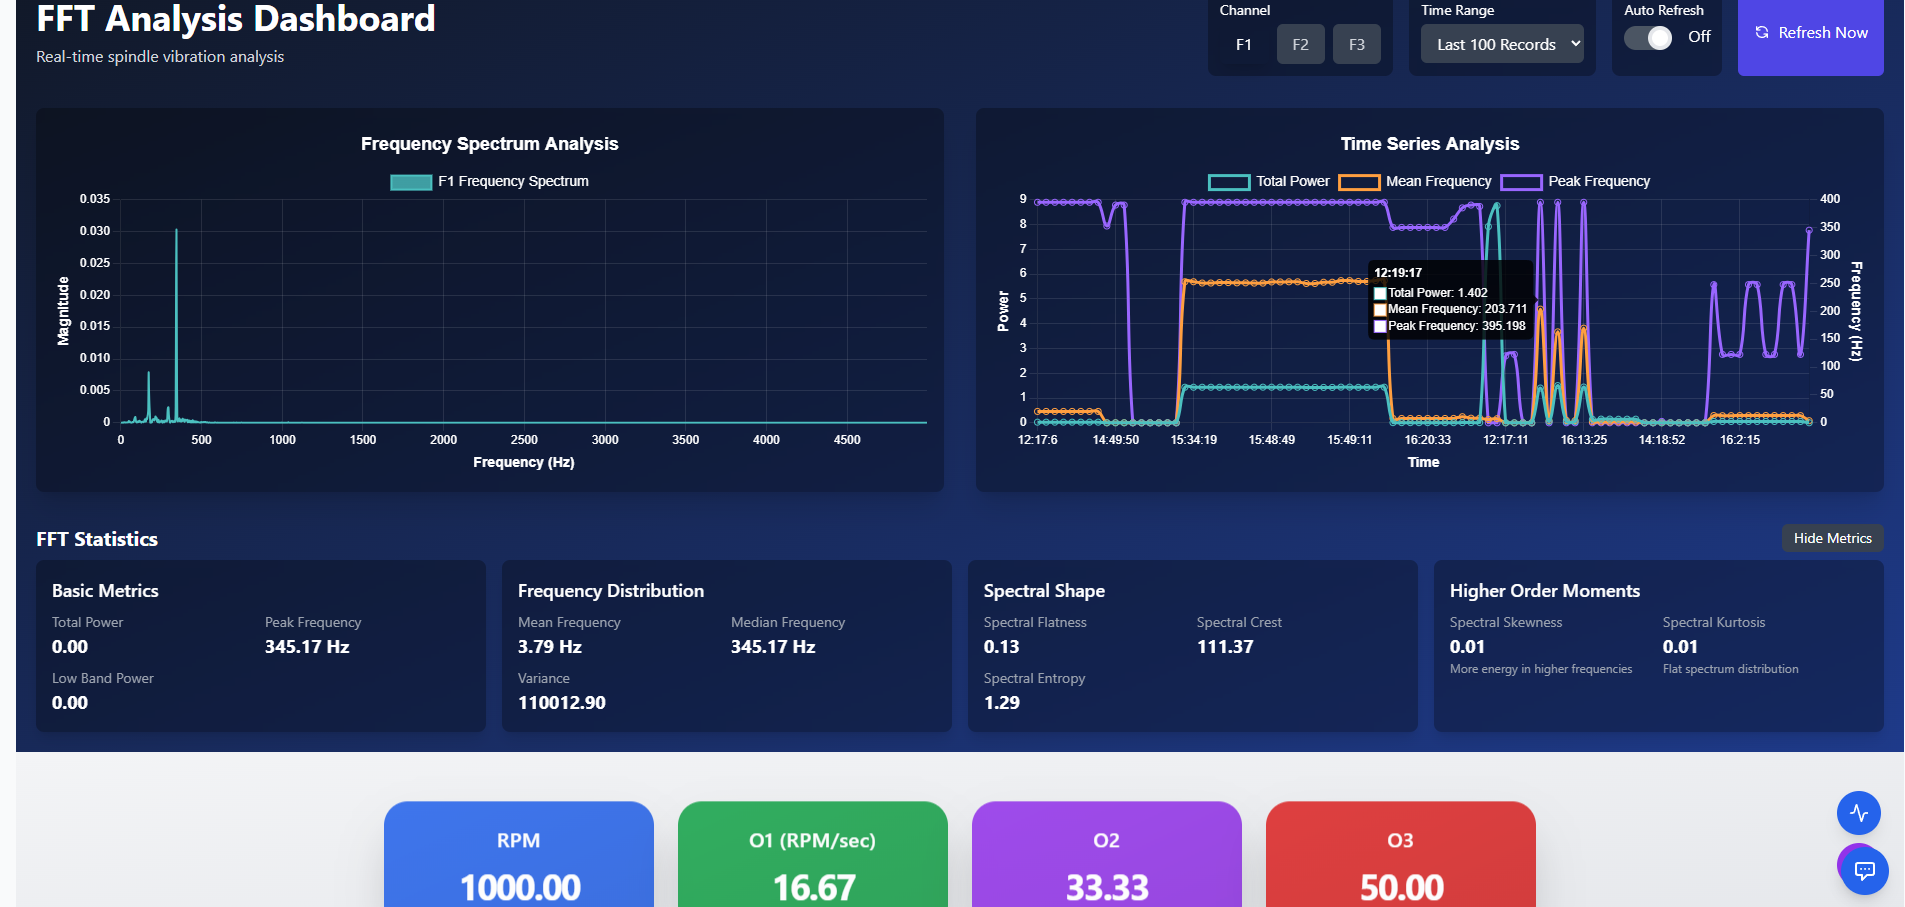 FFT Analysis Dashboard
Real-time spindle vibration analysis
Channel
F1 F2 F3
Time Range
Last 100 Records
Auto Refresh
Off
Refresh Now
Frequency Spectrum Analysis
F1 Frequency Spectrum
Magnitude
0.035
0.030
0.025
0.020
0.015
0.010
0.005
0
0 500 1000 1500 2000 2500 3000 3500 4000 4500
Frequency (Hz)
Time Series Analysis
Total Power Mean Frequency Peak Frequency
Power
9
8
7
6
5
4
3
2
1
0
12:19:17
Total Power: 1.402
Mean Frequency: 203.711
Peak Frequency: 395.198
400
350
300
250
200
150
100
50
0
Frequency (Hz)
12:17:6 14:49:50 15:34:19 15:48:49 15:49:11 16:20:33 12:17:11 16:13:25 14:18:52 16:2:15
Time
FFT Statistics
Hide Metrics
Basic Metrics
Total Power
0.00
Peak Frequency
345.17 Hz
Low Band Power
0.00
Frequency Distribution
Mean Frequency
3.79 Hz
Median Frequency
345.17 Hz
Variance
110012.90
Spectral Shape
Spectral Flatness
0.13
Spectral Crest
111.37
Spectral Entropy
1.29
Higher Order Moments
Spectral Skewness
0.01
More energy in higher frequencies
Spectral Kurtosis
0.01
Flat spectrum distribution
RPM
1000.00
O1 (RPM/sec)
16.67
O2
33.33
O3
50.00